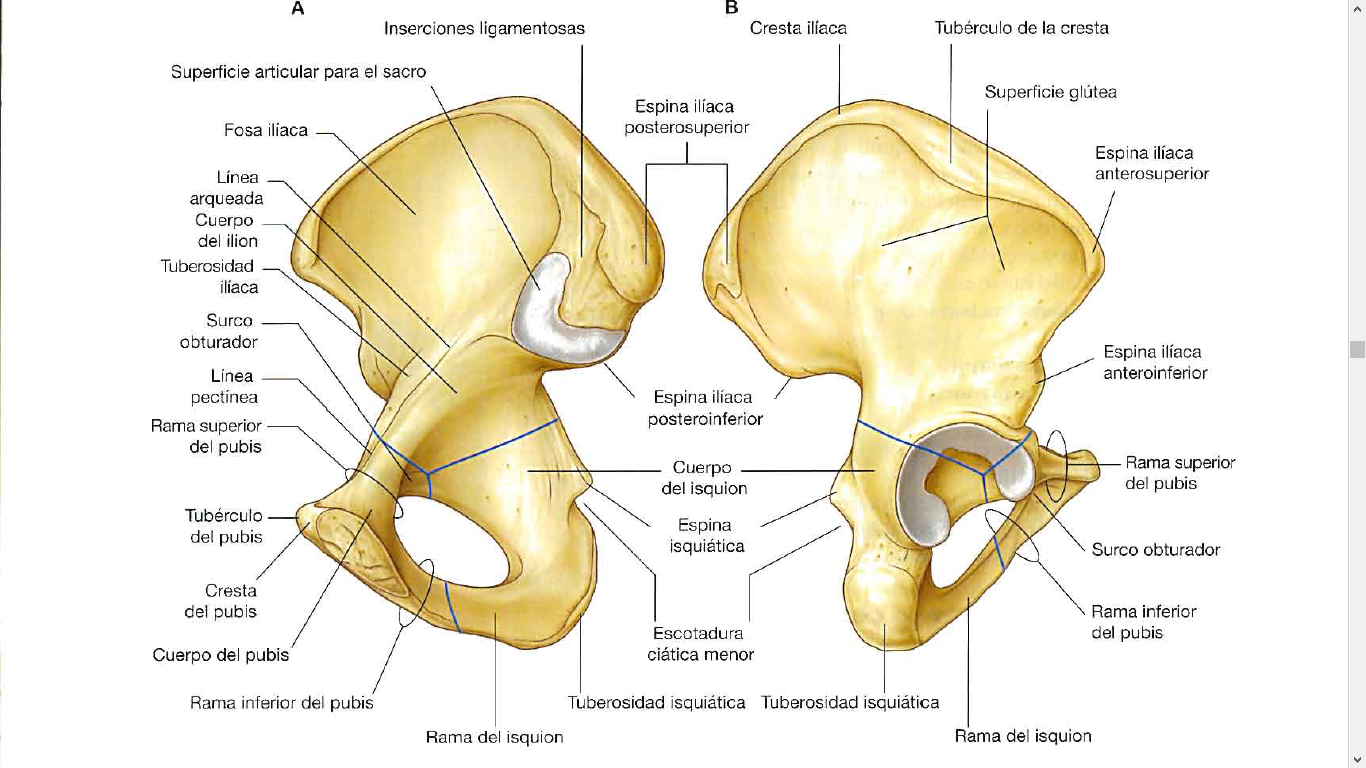 A
B
Inserciones ligamentosas
Cresta ilíaca
Tubérculo de la cresta
Superficie articular para el sacro
Superficie glútea
Espina ilíaca
posterosuperior
Fosa ilíaca
Espina ilíaca
anterosuperior
Línea
arqueada
Cuerpo
del ilion
Tuberosidad
ilíaca
Surco
obturador
Espina ilíaca
anteroinferior
Línea
pectínea
Espina ilíaca
posteroinferior
Rama superior
del pubis
Cuerpo
del isquion
Rama superior
del pubis
Tubérculo
del pubis
Espina
isquiática
Surco obturador
Cresta
del pubis
Rama inferior
del pubis
Escotadura
ciática menor
Cuerpo del pubis
Rama inferior del pubis
Tuberosidad isquiática
Tuberosidad isquiática
Rama del isquion
Rama del isquion